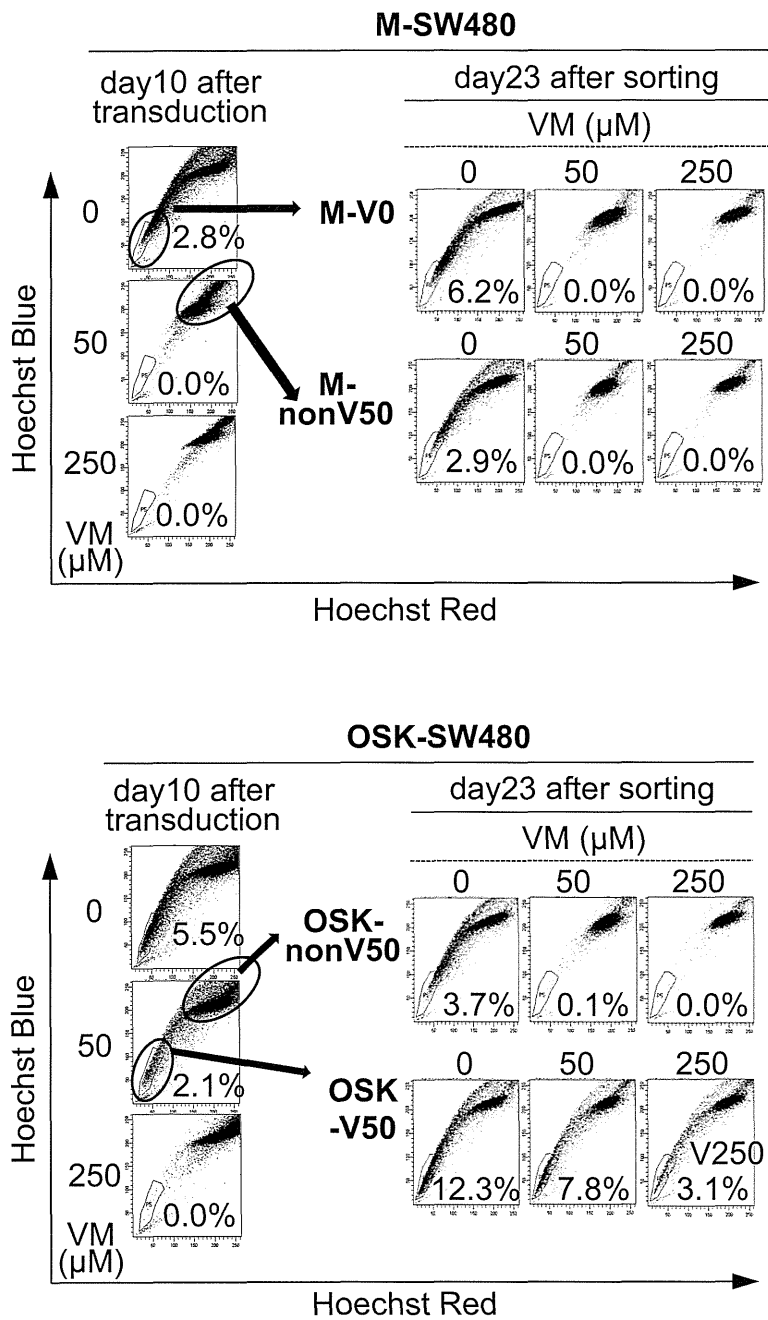 M-SW480
day10 after
transduction
day23 after sorting
VM (µM)
0
50
250
0
2.8%
M-V0
6.2%
0.0%
0.0%
50
0.0%
M-
nonV50
0
50
250
2.9%
0.0%
0.0%
250
0.0%
VM
(µM)
Hoechst Blue
Hoechst Red
OSK-SW480
day10 after
transduction
day23 after sorting
VM (µM)
0
50
250
0
5.5%
OSK-
nonV50
3.7%
0.1%
0.0%
50
2.1%
OSK
-V50
0
50
250
12.3%
7.8%
V250
3.1%
250
0.0%
VM
(µM)
Hoechst Blue
Hoechst Red